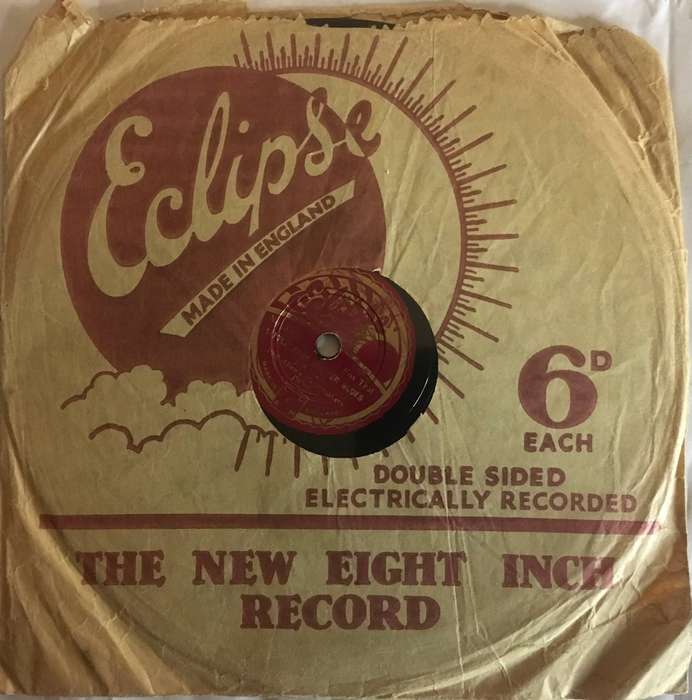 Eclipse
MADE IN ENGLAND
6D
EACH
DOUBLE SIDED
ELECTRICALLY RECORDED
THE NEW EIGHT INCH
RECORD